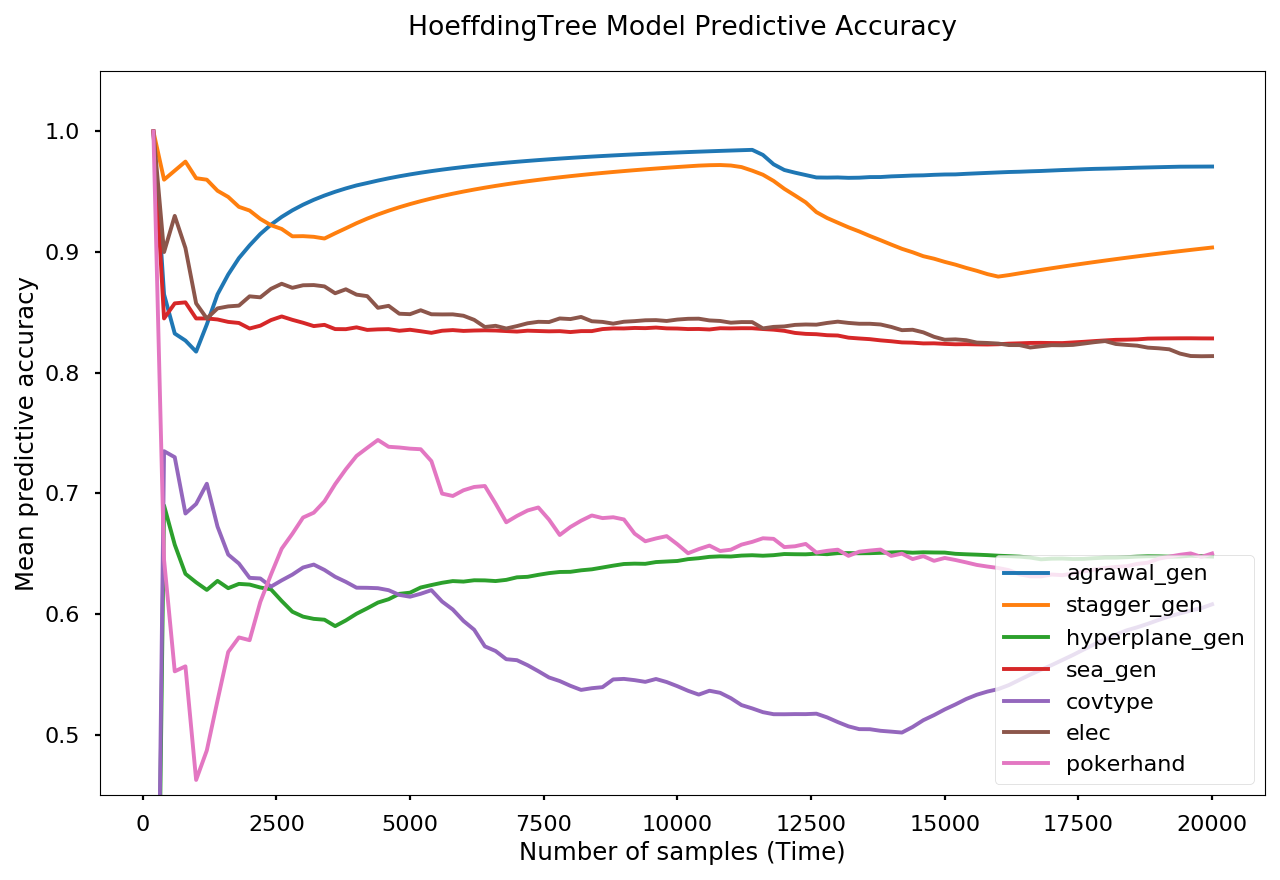 HoeffdingTree Model Predictive Accuracy
Mean predictive accuracy
1.0
0.9
0.8
0.7
0.6
0.5
agrawal_gen
stagger_gen
hyperplane_gen
sea_gen
covtype
elec
pokerhand
0 2500 5000 7500 10000 12500 15000 17500 20000
Number of samples (Time)